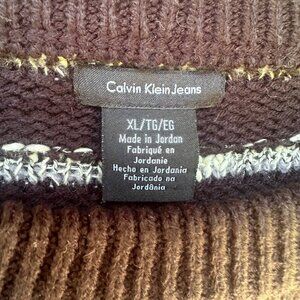 Calvin Klein Jeans
XL/TG/EG
Made in Jordan
Fabriqué en
Jordanie
Hecho en Jordania
Fabricado na
Jordânia